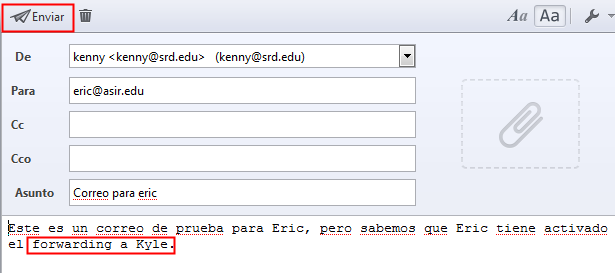 Enviar Aa Aa
De kenny <kenny@srd.edu> (kenny@srd.edu)
Para eric@asir.edu
Cc
Cco
Asunto Correo para eric
Este es un correo de prueba para Eric, pero sabemos que Eric tiene activado
el forwarding a Kyle.